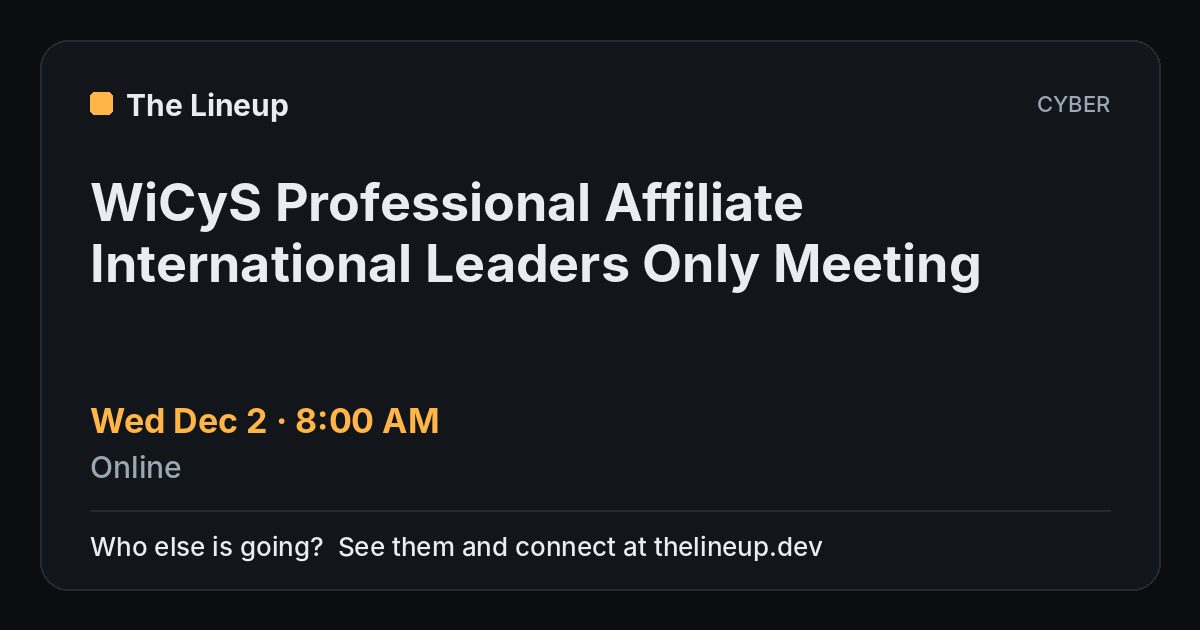 The Lineup
CYBER
WiCyS Professional Affiliate
International Leaders Only Meeting
Wed Dec 2 · 8:00 AM
Online
Who else is going? See them and connect at thelineup.dev